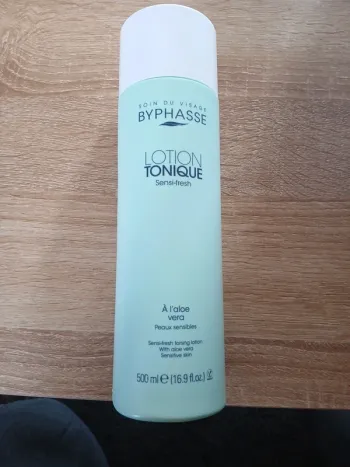 SOIN DU VISAGE
BYPHASSE
LOTION
TONIQUE
Sensi-fresh
À l'aloe
vera
Peaux sensibles
Sensi-fresh toning lotion
With aloe vera
Sensitive skin
500 ml ℮ (16.9 fl.oz.)